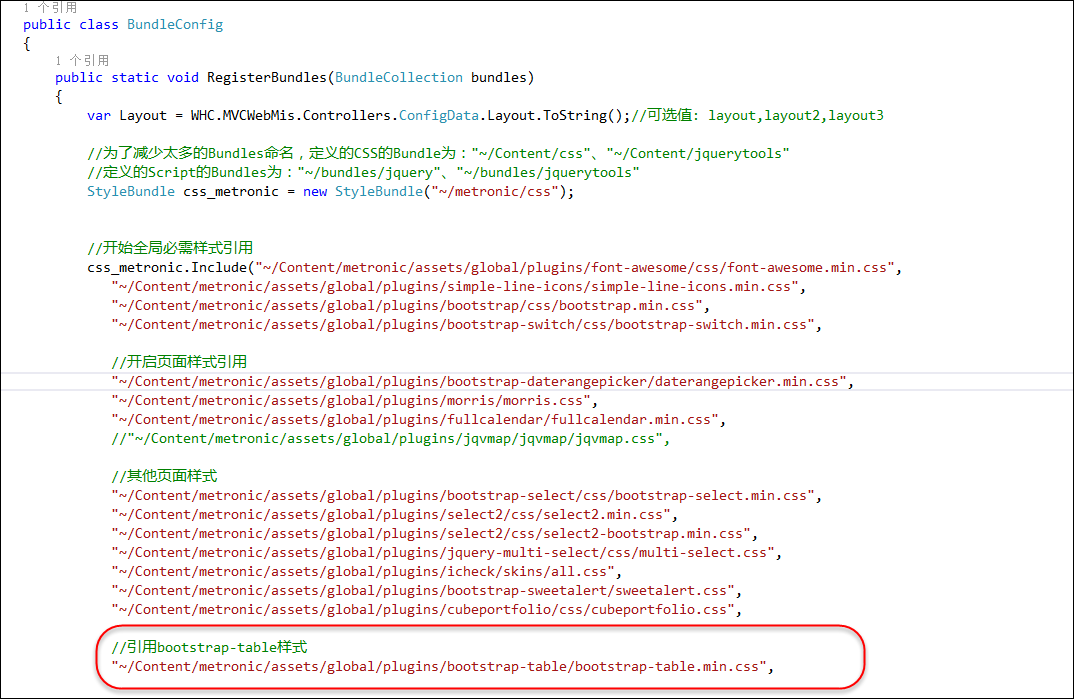 1 个引用
public class BundleConfig
{
1 个引用
public static void RegisterBundles(BundleCollection bundles)
{
var Layout = WHC.MVCWebMis.Controllers.ConfigData.Layout.ToString();//可选值: layout,layout2,layout3
//为了减少太多的Bundles命名，定义的CSS的Bundle为："~/Content/css"、"~/Content/jquerytools"
//定义的Script的Bundles为："~/bundles/jquery"、"~/bundles/jquerytools"
StyleBundle css_metronic = new StyleBundle("~/metronic/css");
//开始全局必需样式引用
css_metronic.Include("~/Content/metronic/assets/global/plugins/font-awesome/css/font-awesome.min.css",
"~/Content/metronic/assets/global/plugins/simple-line-icons/simple-line-icons.min.css",
"~/Content/metronic/assets/global/plugins/bootstrap/css/bootstrap.min.css",
"~/Content/metronic/assets/global/plugins/bootstrap-switch/css/bootstrap-switch.min.css",
//开启页面样式引用
"~/Content/metronic/assets/global/plugins/bootstrap-daterangepicker/daterangepicker.min.css",
"~/Content/metronic/assets/global/plugins/morris/morris.css",
"~/Content/metronic/assets/global/plugins/fullcalendar/fullcalendar.min.css",
//"~/Content/metronic/assets/global/plugins/jqvmap/jqvmap/jqvmap.css",
//其他页面样式
"~/Content/metronic/assets/global/plugins/bootstrap-select/css/bootstrap-select.min.css",
"~/Content/metronic/assets/global/plugins/select2/css/select2.min.css",
"~/Content/metronic/assets/global/plugins/select2/css/select2-bootstrap.min.css",
"~/Content/metronic/assets/global/plugins/jquery-multi-select/css/multi-select.css",
"~/Content/metronic/assets/global/plugins/icheck/skins/all.css",
"~/Content/metronic/assets/global/plugins/bootstrap-sweetalert/sweetalert.css",
"~/Content/metronic/assets/global/plugins/cubeportfolio/css/cubeportfolio.css",
//引用bootstrap-table样式
"~/Content/metronic/assets/global/plugins/bootstrap-table/bootstrap-table.min.css",